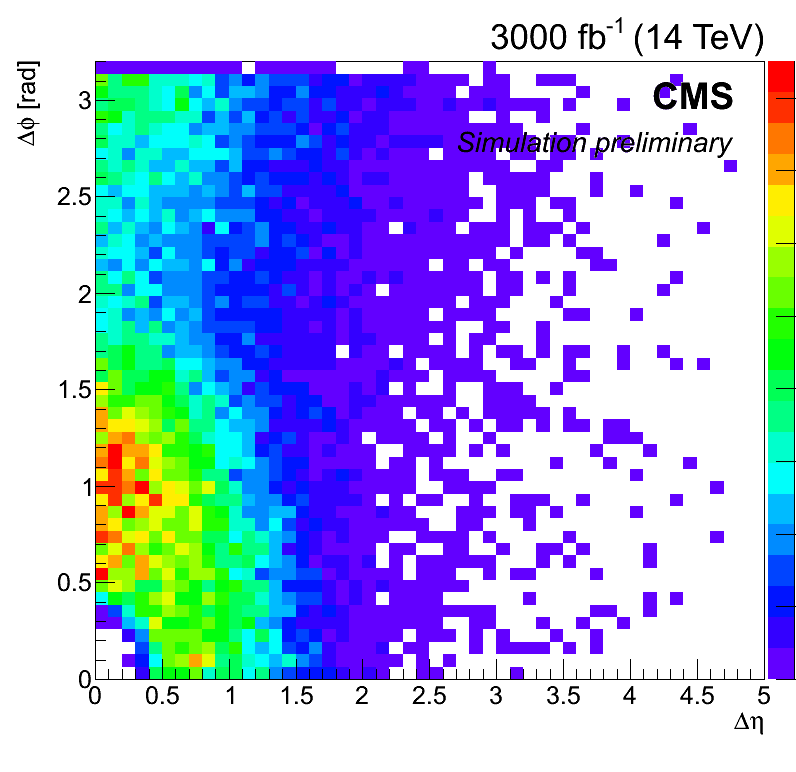 3000 fb-1 (14 TeV)
CMS
Simulation preliminary
Δϕ [rad]
3
2.5
2
1.5
1
0.5
0
0 0.5 1 1.5 2 2.5 3 3.5 4 4.5 5
Δη